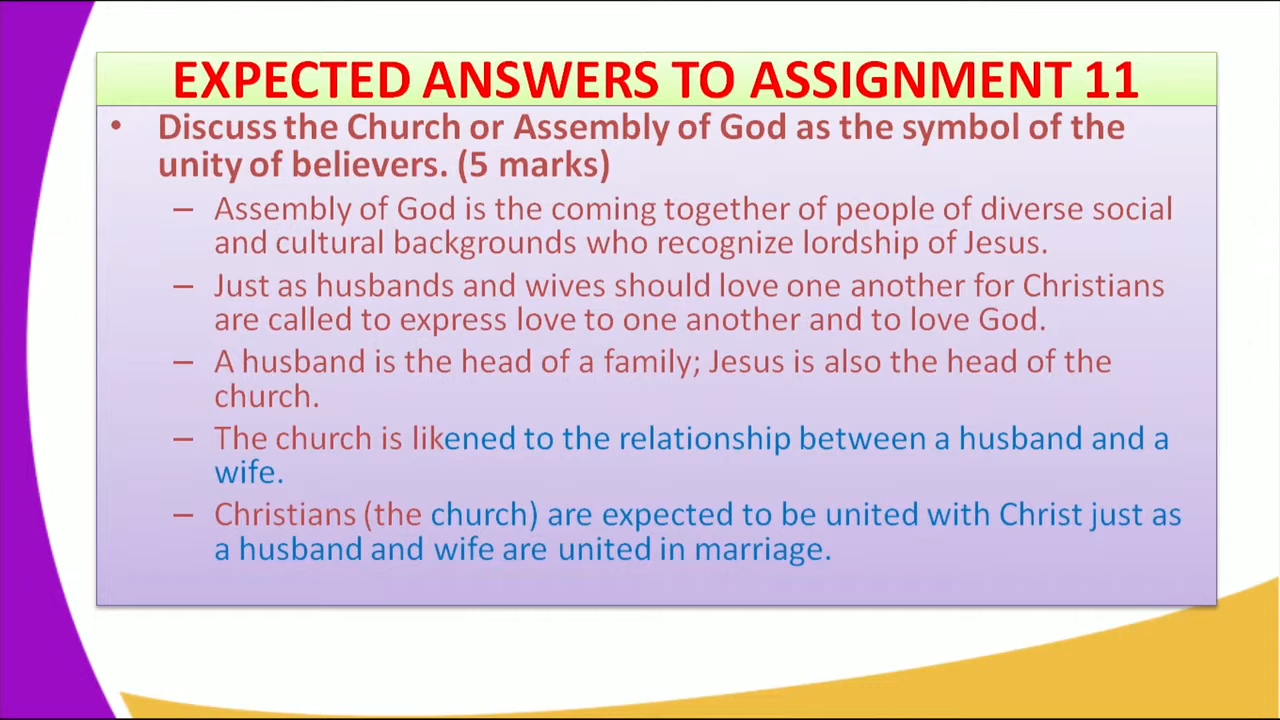 EXPECTED ANSWERS TO ASSIGNMENT 11
• Discuss the Church or Assembly of God as the symbol of the
unity of believers. (5 marks)
– Assembly of God is the coming together of people of diverse social
and cultural backgrounds who recognize lordship of Jesus.
– Just as husbands and wives should love one another for Christians
are called to express love to one another and to love God.
– A husband is the head of a family; Jesus is also the head of the
church.
– The church is likened to the relationship between a husband and a
wife.
– Christians (the church) are expected to be united with Christ just as
a husband and wife are united in marriage.